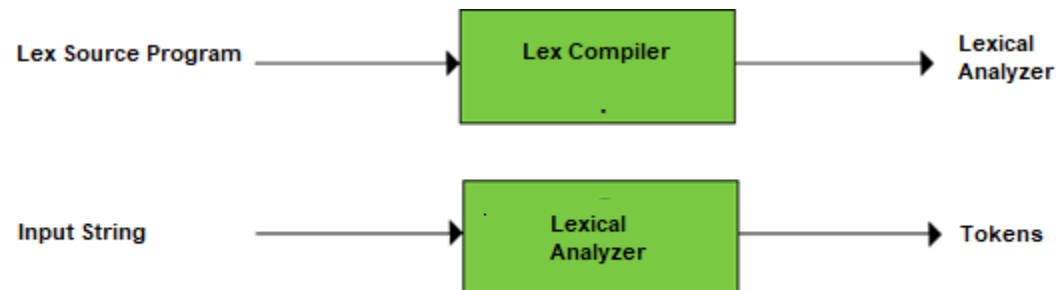 Lex Source Program
Lex Compiler
Lexical
Analyzer
Input String
Lexical
Analyzer
Tokens